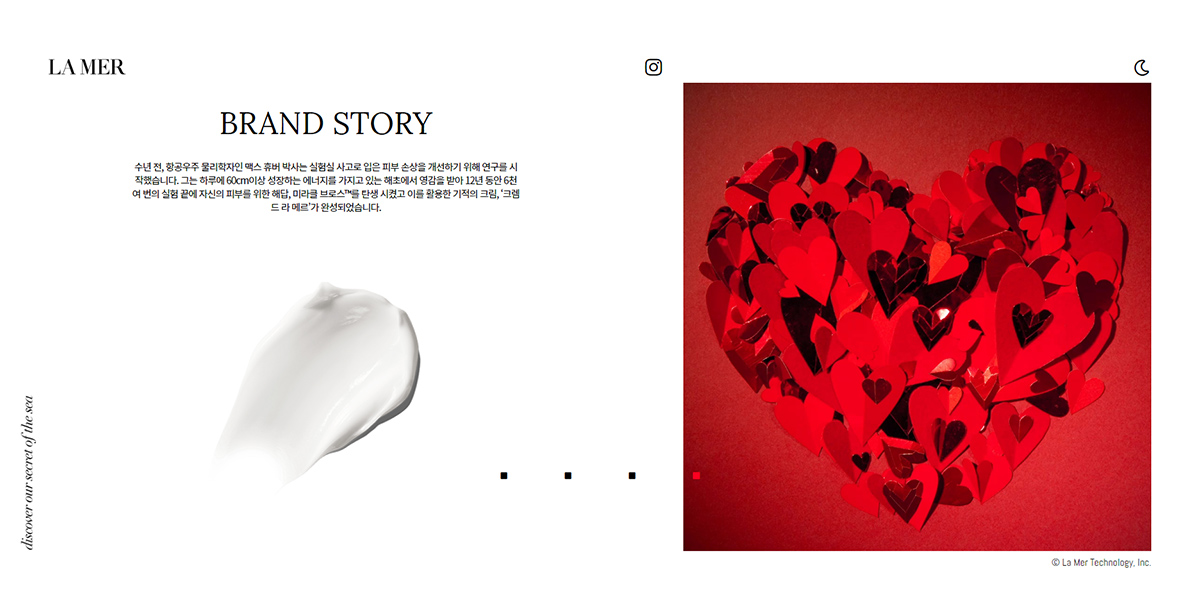 LA MER
BRAND STORY
수년 전, 항공우주 물리학자인 맥스 휴버 박사는 실험실 사고로 입은 피부 손상을 개선하기 위해 연구를 시
작했습니다. 그는 하루에 60cm이상 성장하는 에너지를 가지고 있는 해초에서 영감을 받아 12년 동안 6천
여 번의 실험 끝에 자신의 피부를 위한 해답, 미라클 브로스™를 탄생 시켰고 이를 활용한 기적의 크림, '크렘
드 라 메르'가 완성되었습니다.
discover our secret of the sea
© La Mer Technology, Inc.